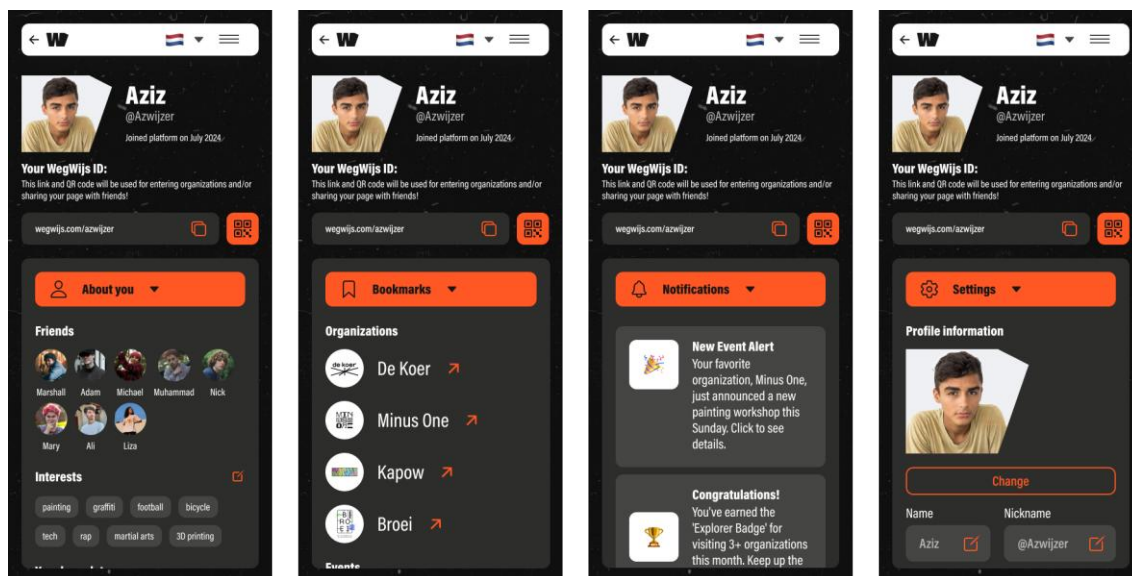 W
Aziz
@Azwijzer
Joined platform on July 2024
Your WegWijs ID:
This link and QR code will be used for entering organizations and/or
sharing your page with friends!
wegwijs.com/azwijzer
About you
Friends
Marshall Adam Michael Muhammad Nick
Mary Ali Liza
Interests
painting graffiti football bicycle
tech rap martial arts 3D printing
W
Aziz
@Azwijzer
Joined platform on July 2024
Your WegWijs ID:
This link and QR code will be used for entering organizations and/or
sharing your page with friends!
wegwijs.com/azwijzer
Bookmarks
Organizations
de koer
De Koer
Minus One
Kapow
Broei
Events
W
Aziz
@Azwijzer
Joined platform on July 2024
Your WegWijs ID:
This link and QR code will be used for entering organizations and/or
sharing your page with friends!
wegwijs.com/azwijzer
Notifications
New Event Alert
Your favorite
organization, Minus One,
just announced a new
painting workshop this
Sunday. Click to see
details.
Congratulations!
You've earned the
'Explorer Badge' for
visiting 3+ organizations
this month. Keep up the
W
Aziz
@Azwijzer
Joined platform on July 2024
Your WegWijs ID:
This link and QR code will be used for entering organizations and/or
sharing your page with friends!
wegwijs.com/azwijzer
Settings
Profile information
Change
Name Nickname
Aziz @Azwijzer